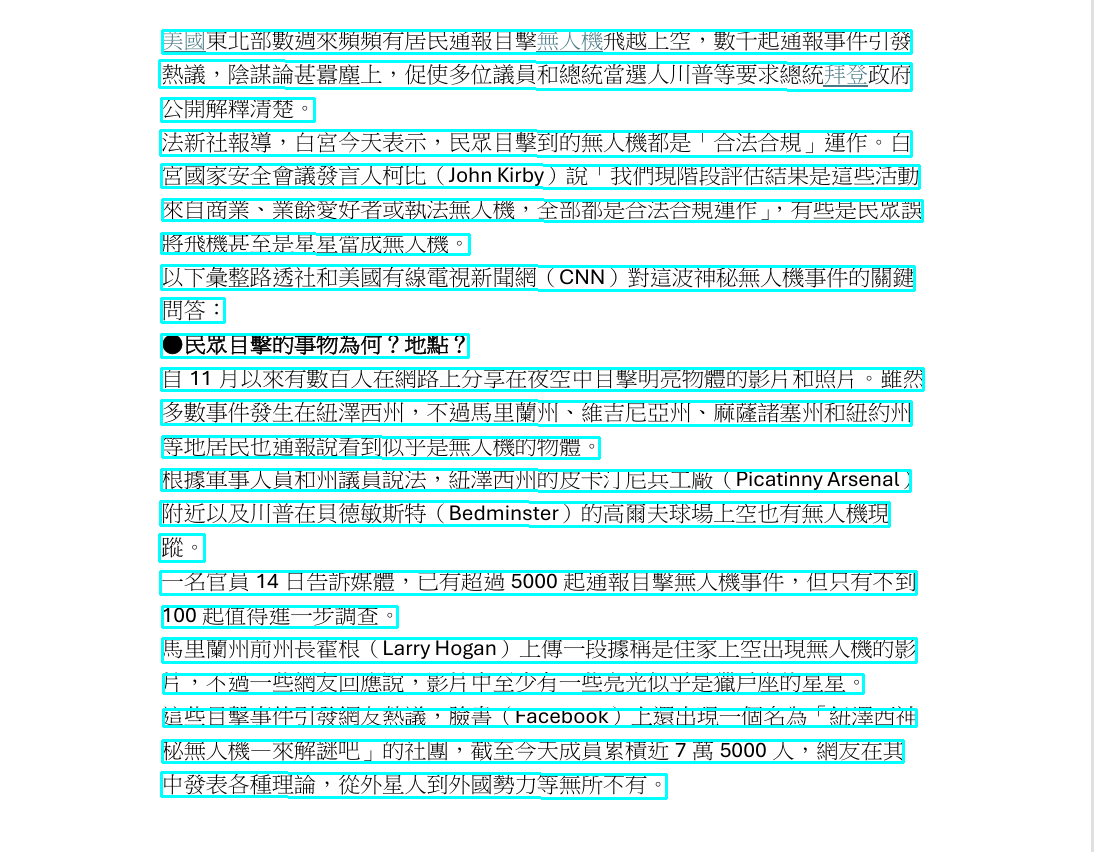 美國東北部數週來頻頻有居民通報目擊無人機飛越上空，數千起通報事件引發
熱議，陰謀論甚囂塵上，促使多位議員和總統當選人川普等要求總統拜登政府
公開解釋清楚。
法新社報導，白宮今天表示，民眾目擊到的無人機都是「合法合規」運作。白
宮國家安全會議發言人柯比（John Kirby）說「我們現階段評估結果是這些活動
來自商業、業餘愛好者或執法無人機，全部都是合法合規運作」，有些是民眾誤
將飛機甚至是星星當成無人機。
以下彙整路透社和美國有線電視新聞網（CNN）對這波神秘無人機事件的關鍵
問答：
●民眾目擊的事物為何？地點？
自 11 月以來有數百人在網路上分享在夜空中目擊明亮物體的影片和照片。雖然
多數事件發生在紐澤西州，不過馬里蘭州、維吉尼亞州、麻薩諸塞州和紐約州
等地居民也通報說看到似乎是無人機的物體。
根據軍事人員和州議員說法，紐澤西州的皮卡汀尼兵工廠（Picatinny Arsenal）
附近以及川普在貝德敏斯特（Bedminster）的高爾夫球場上空也有無人機現
蹤。
一名官員 14 日告訴媒體，已有超過 5000 起通報目擊無人機事件，但只有不到
100 起值得進一步調查。
馬里蘭州前州長霍根（Larry Hogan）上傳一段據稱是住家上空出現無人機的影
片，不過一些網友回應說，影片中至少有一些亮光似乎是獵戶座的星星。
這些目擊事件引發網友熱議，臉書（Facebook）上還出現一個名為「紐澤西神
秘無人機—來解謎吧」的社團，截至今天成員累積近 7 萬 5000 人，網友在其
中發表各種理論，從外星人到外國勢力等無所不有。